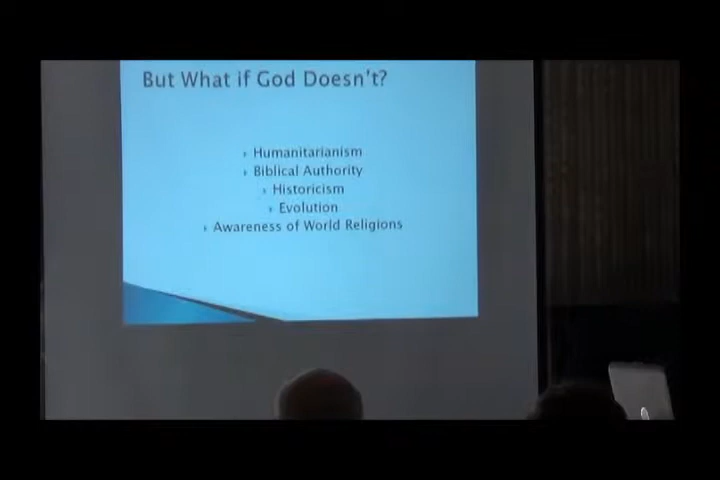 But What if God Doesn't?
Humanitarianism
Biblical Authority
Historicism
Evolution
Awareness of World Religions